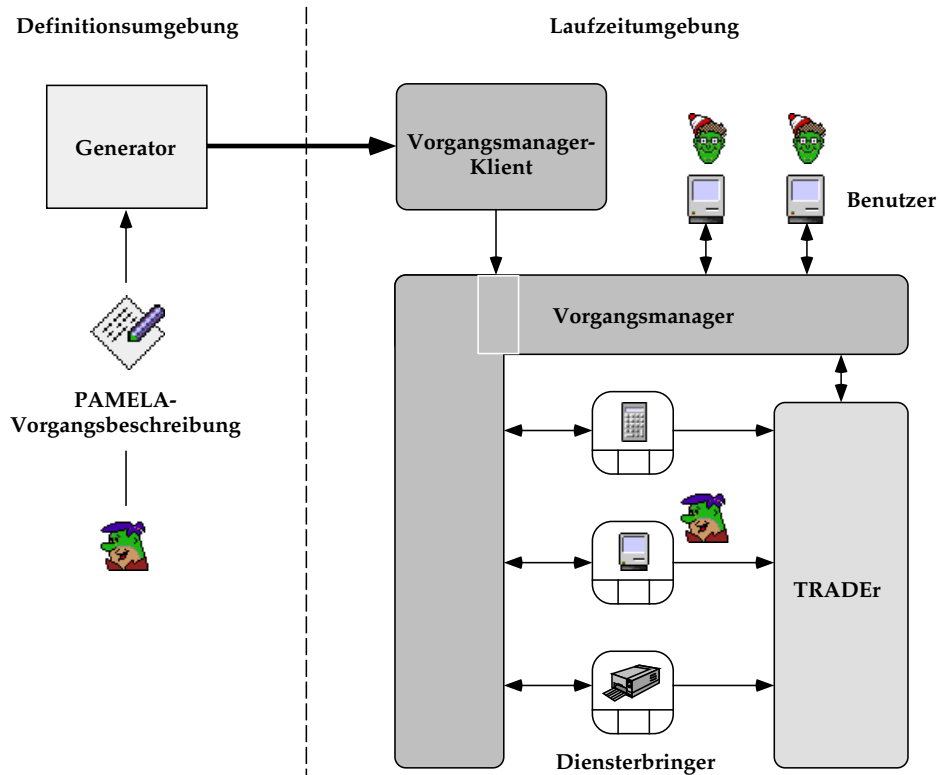 Definitionsumgebung
Laufzeitumgebung
Generator
Vorgangsmanager-
Klient
Benutzer
Vorgangsmanager
PAMELA-
Vorgangsbeschreibung
TRADEr
Diensterbringer